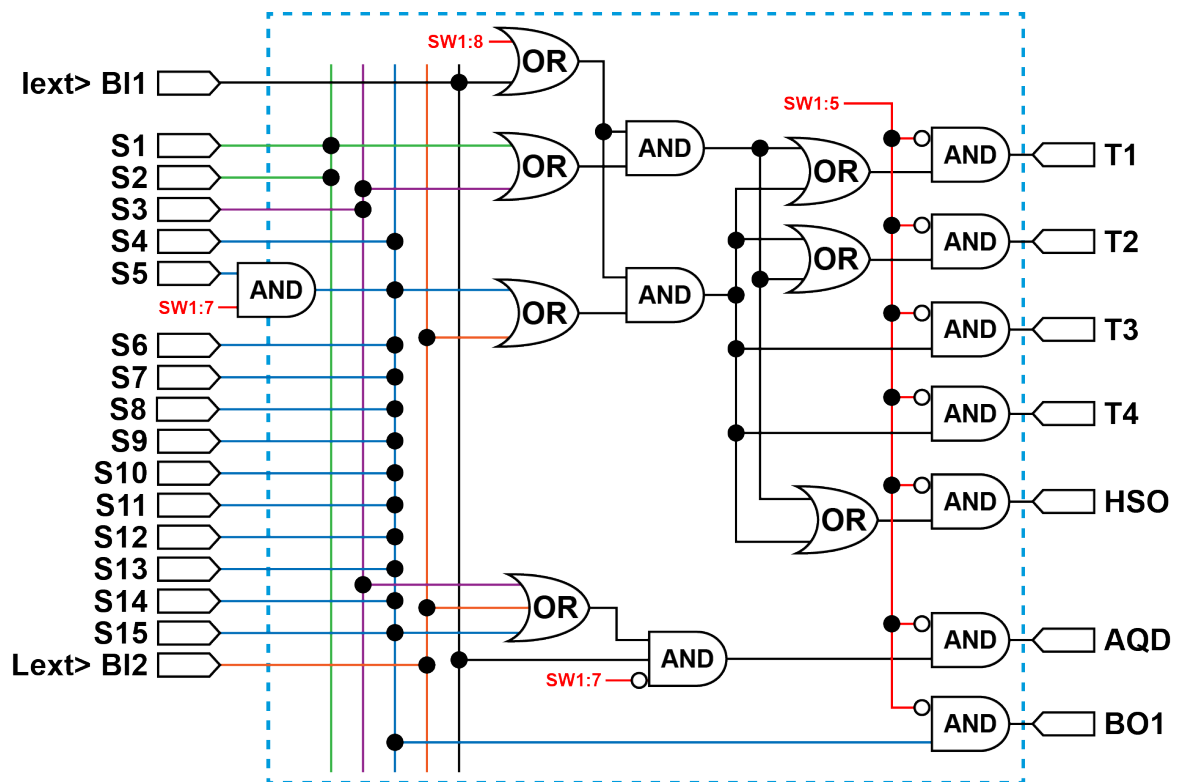 SW1:8
OR
Iext> BI1
SW1:5
S1
AND
AND
T1
OR
OR
S2
S3
S4
AND
T2
OR
S5
AND
SW1:7
AND
OR
AND
T3
S6
S7
S8
AND
T4
S9
S10
S11
AND
HSO
OR
S12
S13
S14
OR
S15
AND
AQD
Lext> BI2
AND
SW1:7
AND
BO1